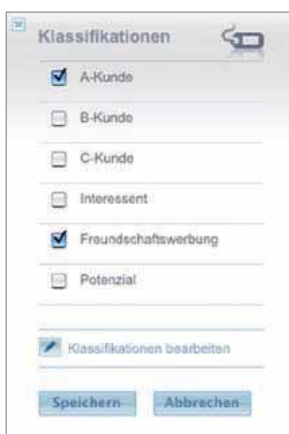 Klassifikationen
A-Kunde
B-Kunde
C-Kunde
Interessent
Freundschaftswerbung
Potenzial
Klassifikationen bearbeiten
Speichern Abbrechen